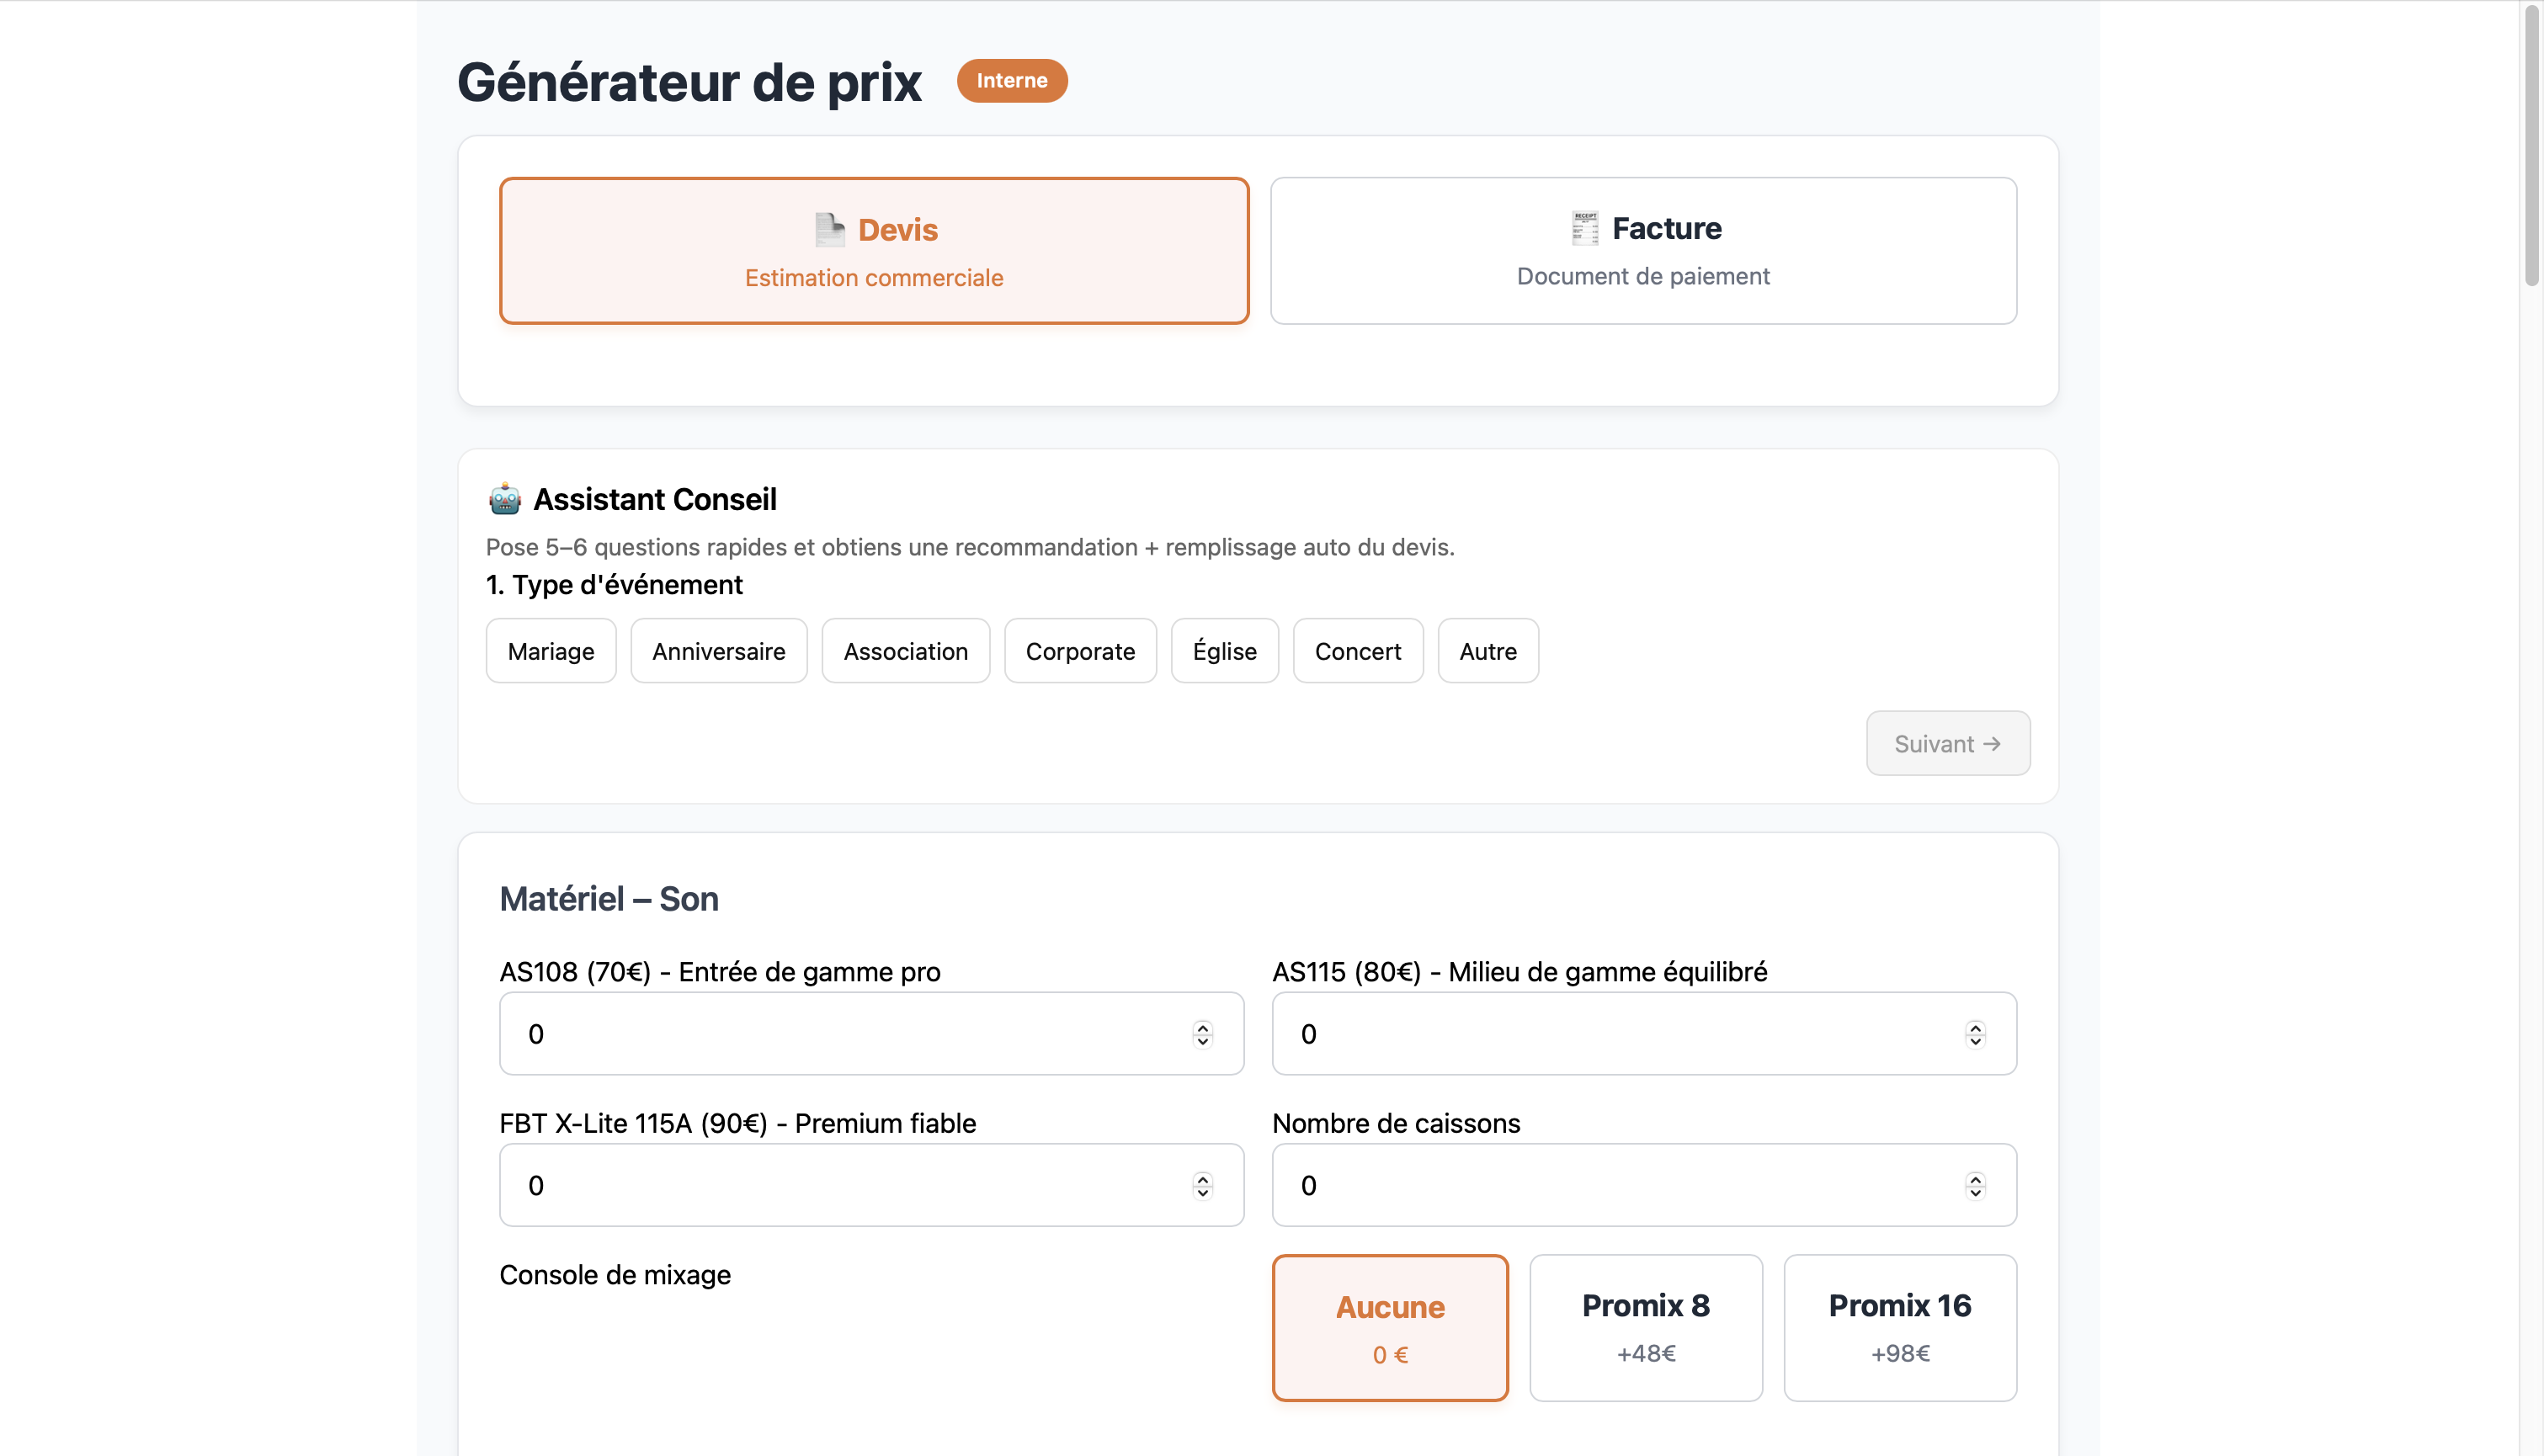 Générateur de prix
Interne
Devis
Estimation commerciale
Facture
Document de paiement
Assistant Conseil
Pose 5–6 questions rapides et obtiens une recommandation + remplissage auto du devis.
1. Type d'événement
Mariage
Anniversaire
Association
Corporate
Église
Concert
Autre
Suivant →
Matériel – Son
AS108 (70€) - Entrée de gamme pro
0
AS115 (80€) - Milieu de gamme équilibré
0
FBT X-Lite 115A (90€) - Premium fiable
0
Nombre de caissons
0
Console de mixage
Aucune
0 €
Promix 8
+48€
Promix 16
+98€